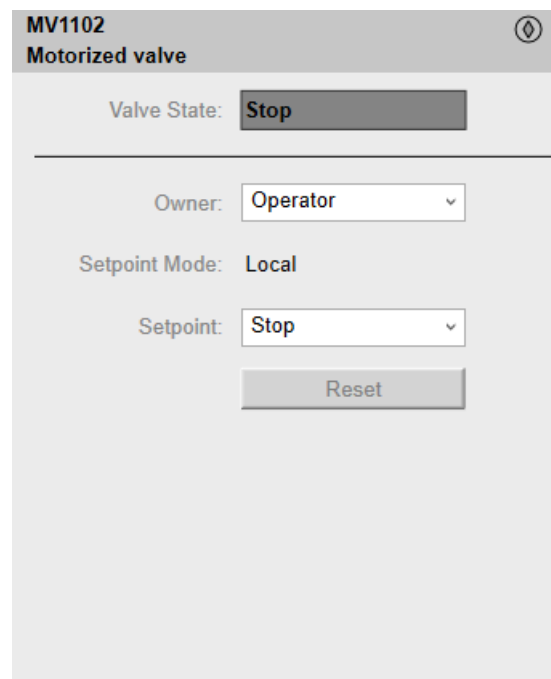 MV1102
Motorized valve
Valve State: Stop
Owner: Operator
Setpoint Mode: Local
Setpoint: Stop
Reset